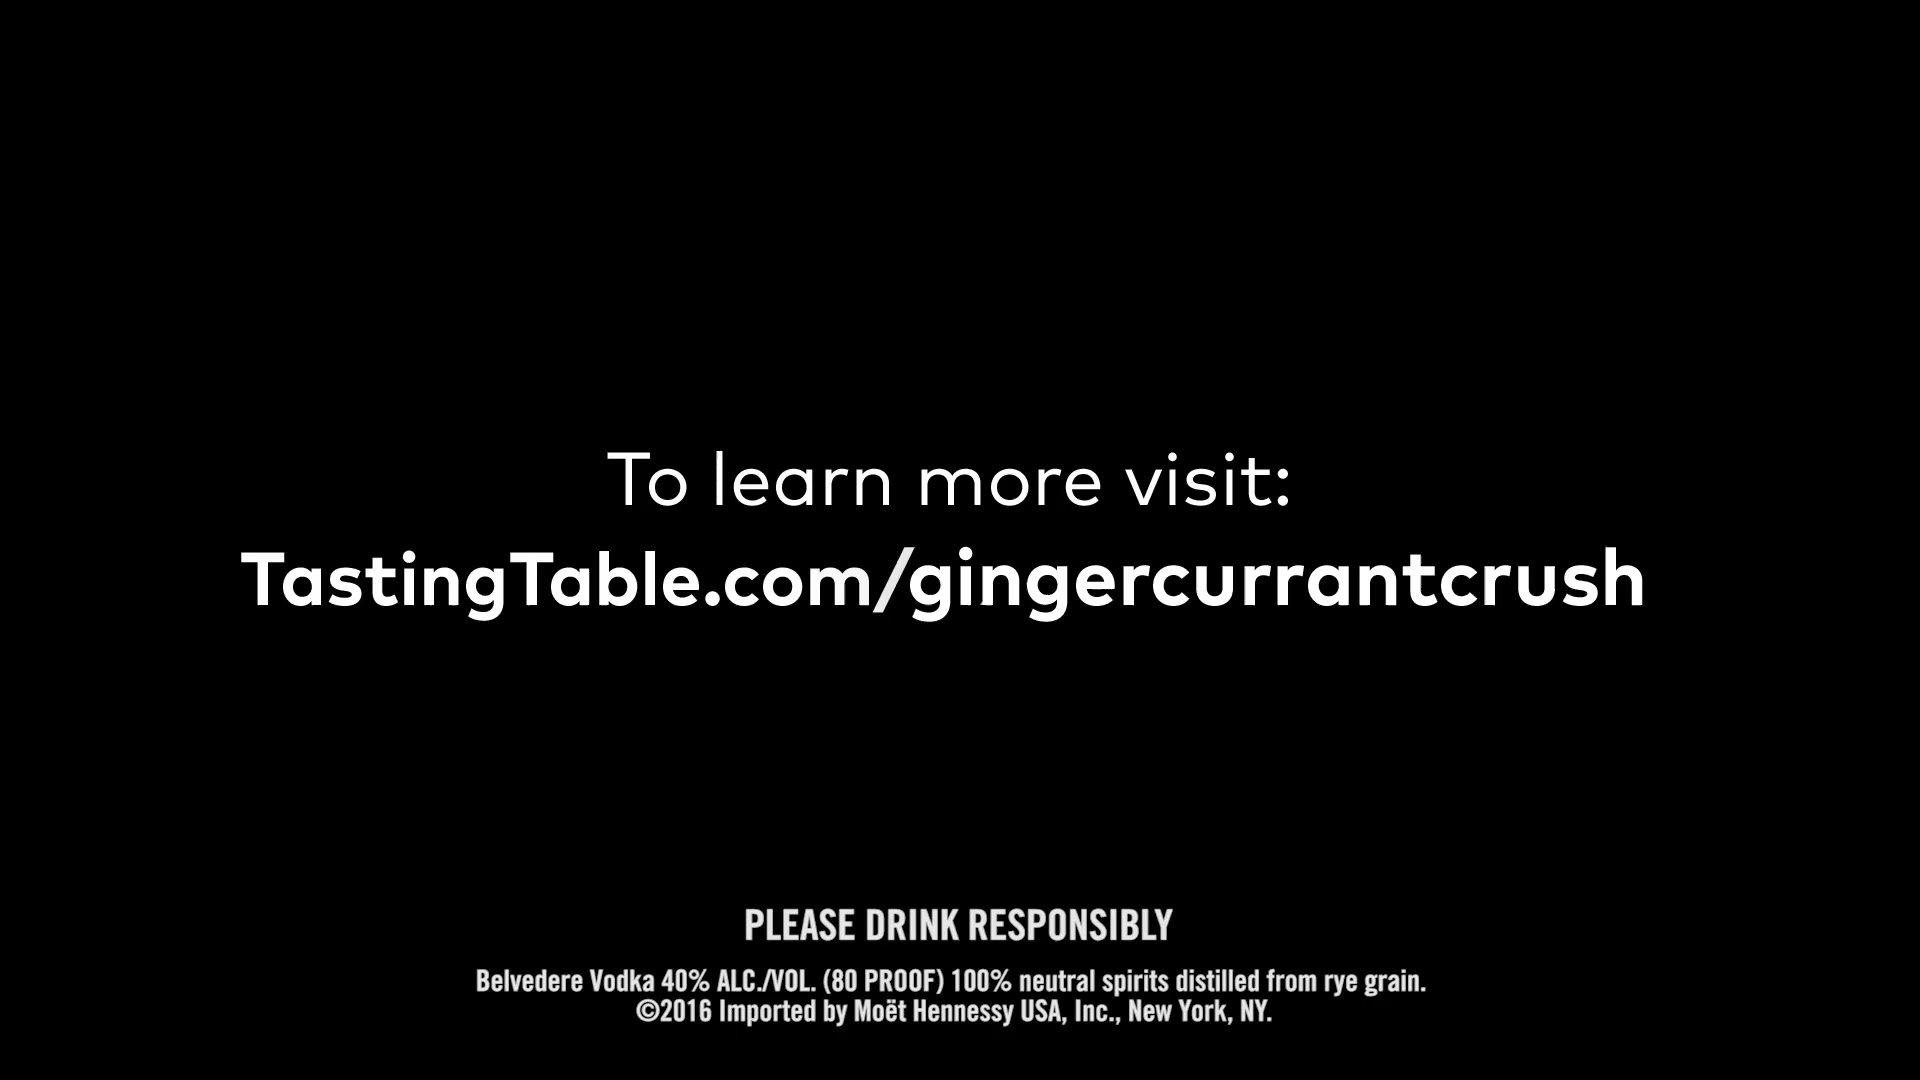 To learn more visit:
TastingTable.com/gingercurrantcrush
PLEASE DRINK RESPONSIBLY
Belvedere Vodka 40% ALC./VOL. (80 PROOF) 100% neutral spirits distilled from rye grain.
©2016 Imported by Moët Hennessy USA, Inc., New York, NY.